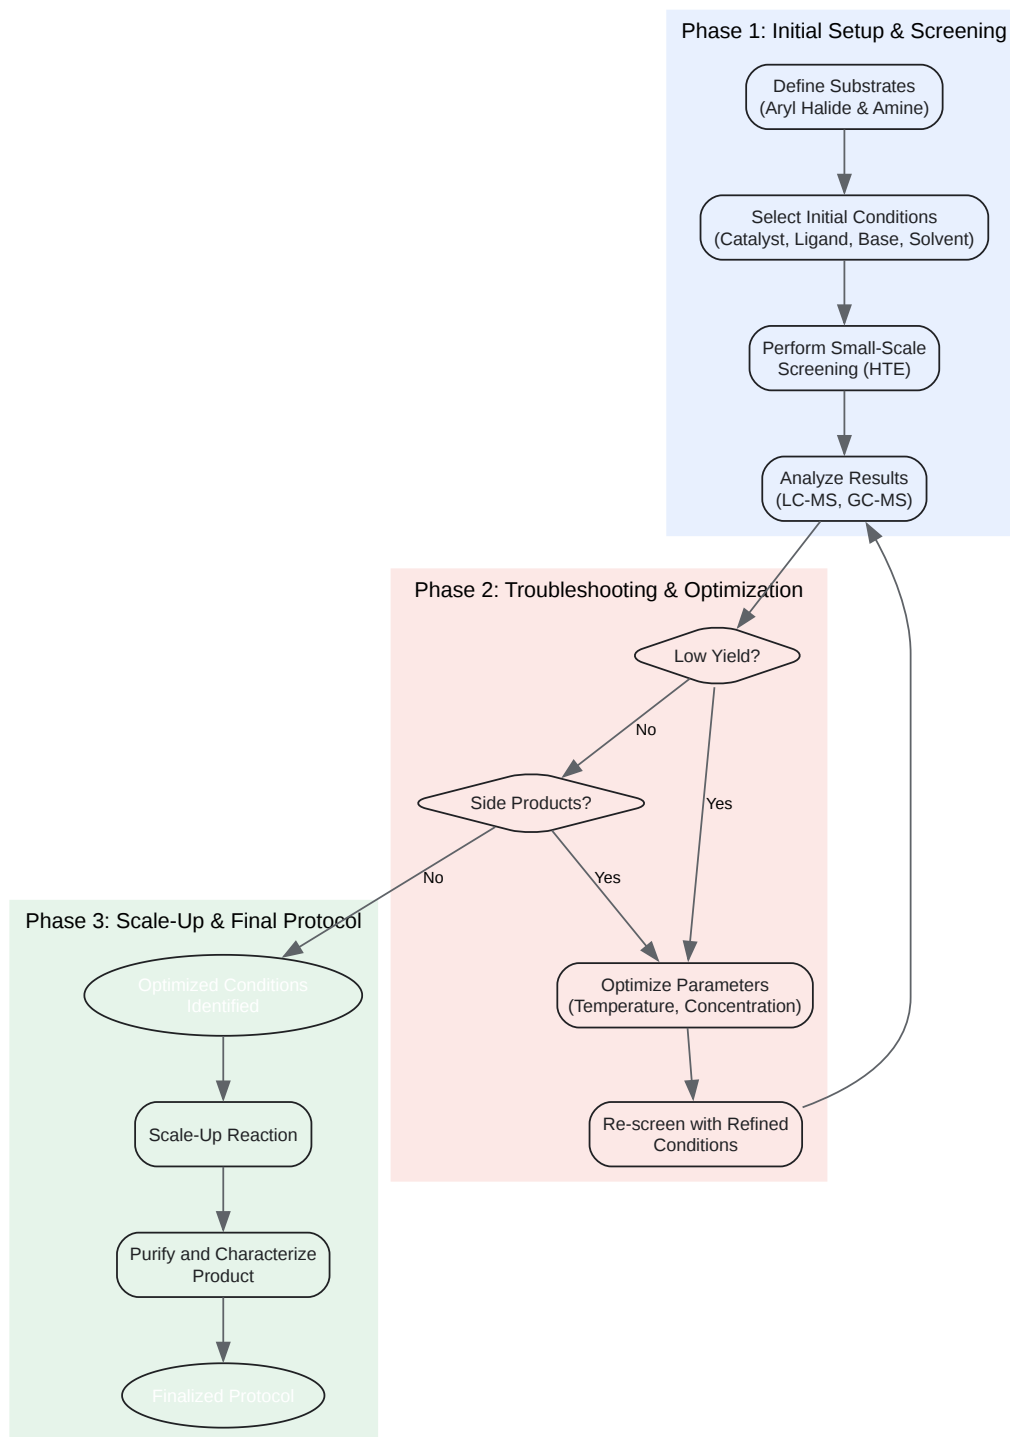 Phase 1: Initial Setup & Screening
Define Substrates
(Aryl Halide & Amine)
Select Initial Conditions
(Catalyst, Ligand, Base, Solvent)
Perform Small-Scale
Screening (HTE)
Analyze Results
(LC-MS, GC-MS)
Phase 2: Troubleshooting & Optimization
Low Yield?
No
Side Products?
Yes
No
Yes
Phase 3: Scale-Up & Final Protocol
Optimized Conditions
Identified
Optimize Parameters
(Temperature, Concentration)
Scale-Up Reaction
Re-screen with Refined
Conditions
Purify and Characterize
Product
Finalized Protocol